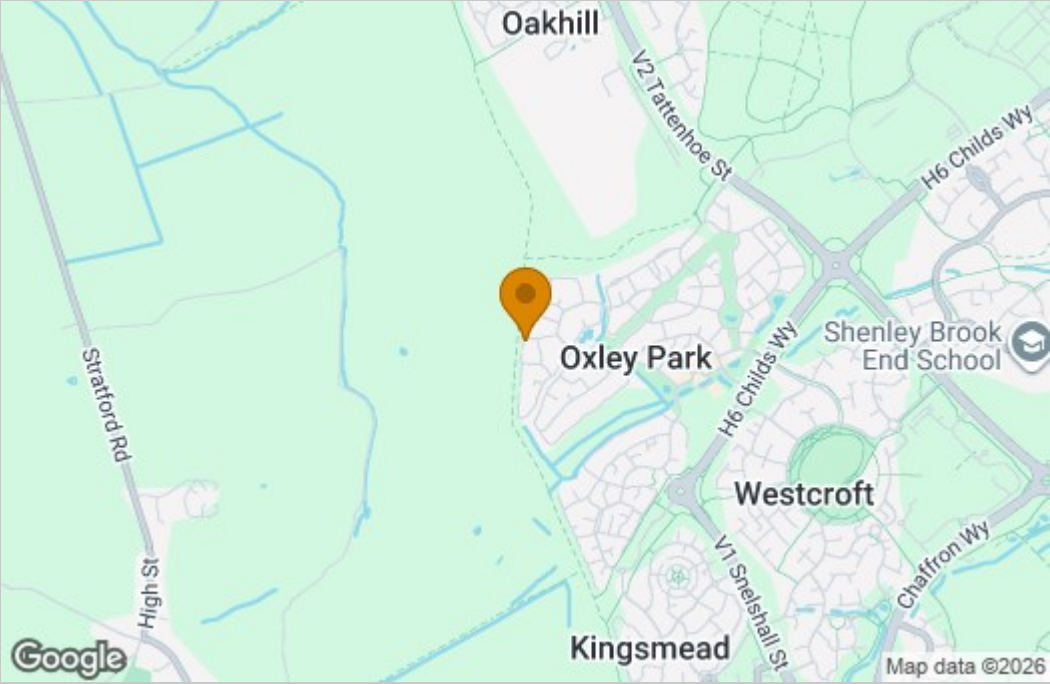 Oakhill
V2 Tattenhoe St
H6 Childs Wy
Shenley Brook
End School
Oxley Park
H6 Childs Wy
Stratford Rd
Westcroft
Chaffron Wy
V1 Snelshall St
High St
Kingsmead
Google
Map data ©2026